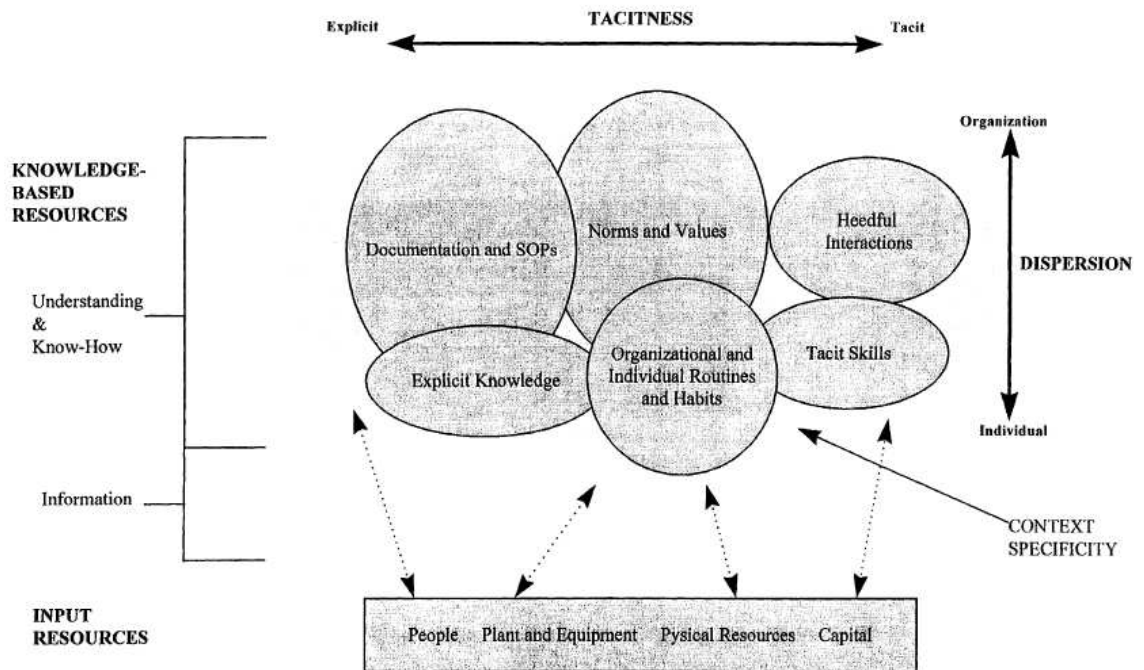 TACITNESS
Explicit
Tacit
Organization
KNOWLEDGE-
BASED
RESOURCES
Documentation and SOPs
Norms and Values
Heedful
Interactions
DISPERSION
Understanding
&
Know-How
Explicit Knowledge
Organizational and
Individual Routines
and Habits
Tacit Skills
Individual
Information
CONTEXT
SPECIFICITY
INPUT
RESOURCES
People Plant and Equipment Pysical Resources Capital